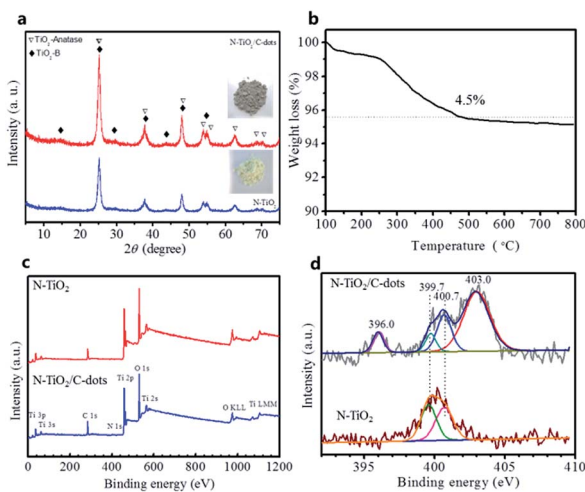 a
▽ TiO₂-Anatase
◆ TiO₂-B
N-TiO₂/C-dots
N-TiO₂
Intensity (a. u.)
5 10 20 30 40 50 60 70
2θ (degree)
b
Weight loss (%)
100
98
96
94
92
90
4.5%
100 200 300 400 500 600 700 800
Temperature ( °C)
c
N-TiO₂
N-TiO₂/C-dots
Ti 3p
Ti 3s
C 1s
N 1s
Ti 2p
O 1s
Ti 2s
O KLL
Ti LMM
Intensity (a.u.)
0 200 400 600 800 1000 1200
Binding energy (eV)
d
N-TiO₂/C-dots
396.0
399.7
400.7
403.0
N-TiO₂
Intensity (a.u.)
395 400 405 410
Binding energy (eV)